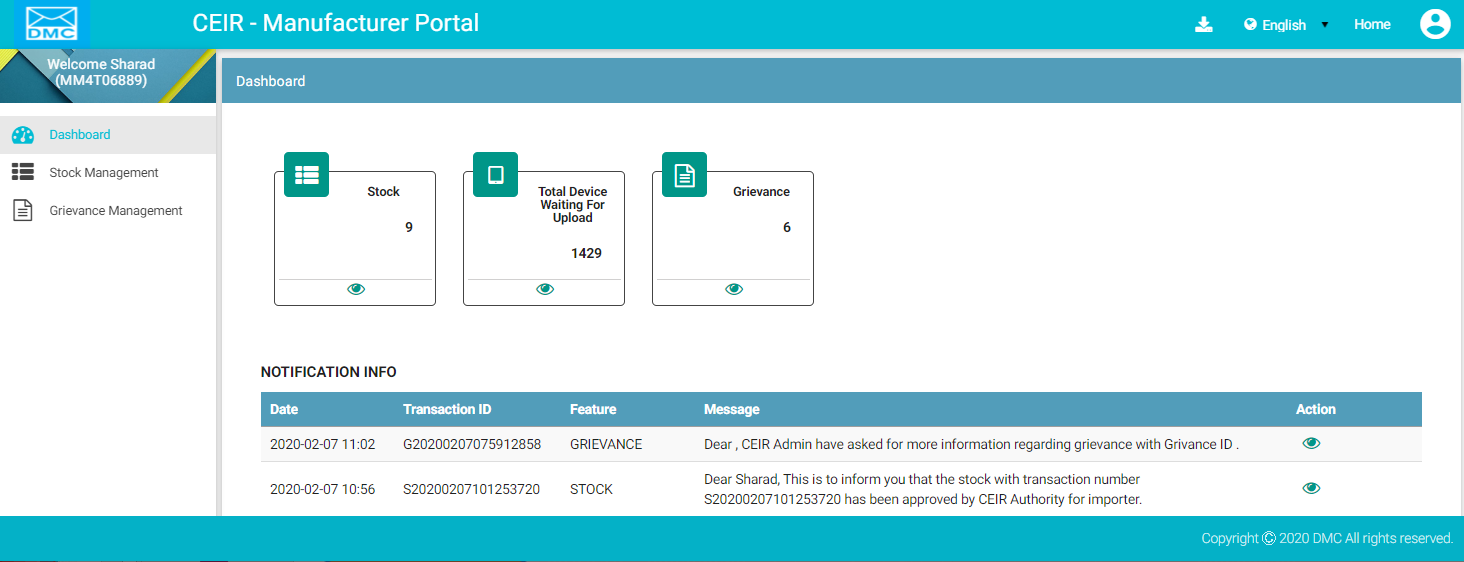 DMC
CEIR - Manufacturer Portal
English
Home
Welcome Sharad
(MM4T06889)
Dashboard
Dashboard
Stock Management
Grievance Management
Stock
9
Total Device
Waiting For
Upload
1429
Grievance
6
NOTIFICATION INFO
Date Transaction ID Feature Message Action
2020-02-07 11:02 G20200207075912858 GRIEVANCE Dear , CEIR Admin have asked for more information regarding grievance with Grivance ID .
2020-02-07 10:56 S20200207101253720 STOCK Dear Sharad, This is to inform you that the stock with transaction number
S20200207101253720 has been approved by CEIR Authority for importer.
Copyright © 2020 DMC All rights reserved.